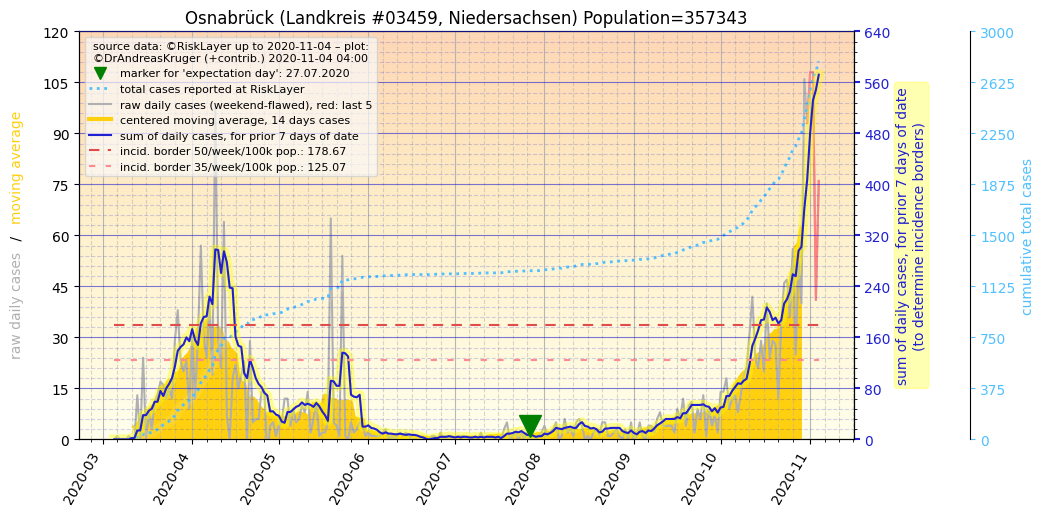 Osnabrück (Landkreis #03459, Niedersachsen) Population=357343
source data: ©RiskLayer up to 2020-11-04 – plot:
©DrAndreasKruger (+contrib.) 2020-11-04 04:00
marker for 'expectation day': 27.07.2020
total cases reported at RiskLayer
raw daily cases (weekend-flawed), red: last 5
centered moving average, 14 days cases
sum of daily cases, for prior 7 days of date
incid. border 50/week/100k pop.: 178.67
incid. border 35/week/100k pop.: 125.07
raw daily cases / moving average
120
105
90
75
60
45
30
15
0
640
560
480
400
320
240
160
80
0
sum of daily cases, for prior 7 days of date
(to determine incidence borders)
3000
2625
2250
1875
1500
1125
750
375
0
cumulative total cases
2020-03
2020-04
2020-05
2020-06
2020-07
2020-08
2020-09
2020-10
2020-11